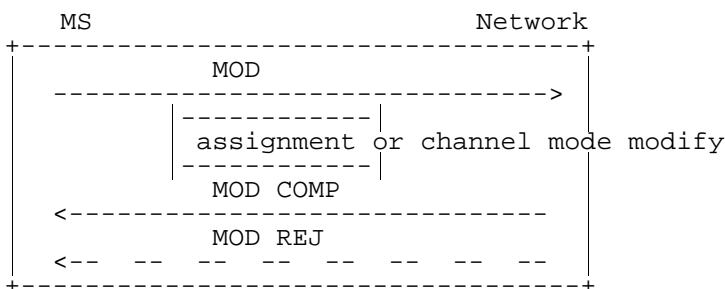 MS Network
MOD
assignment or channel mode modify
MOD COMP
MOD REJ